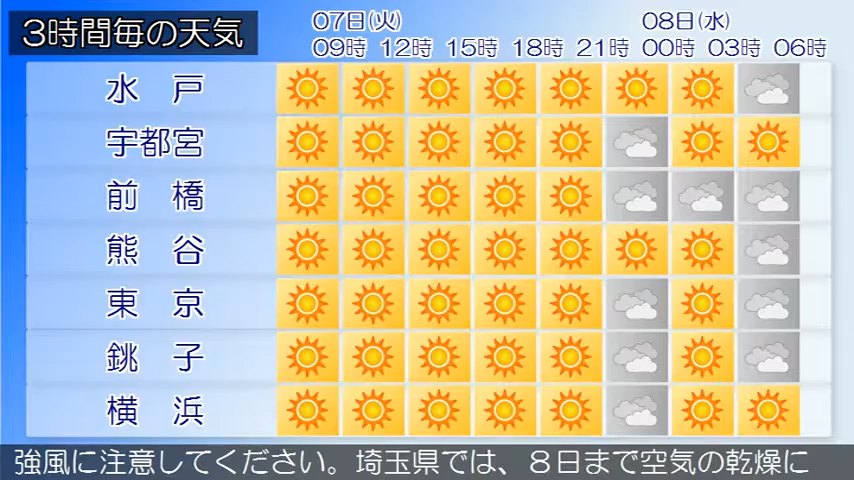 3時間毎の天気
07日(火) 08日(水)
09時 12時 15時 18時 21時 00時 03時 06時
水 戸
宇都宮
前 橋
熊 谷
東 京
銚 子
横 浜
強風に注意してください。埼玉県では、８日まで空気の乾燥に